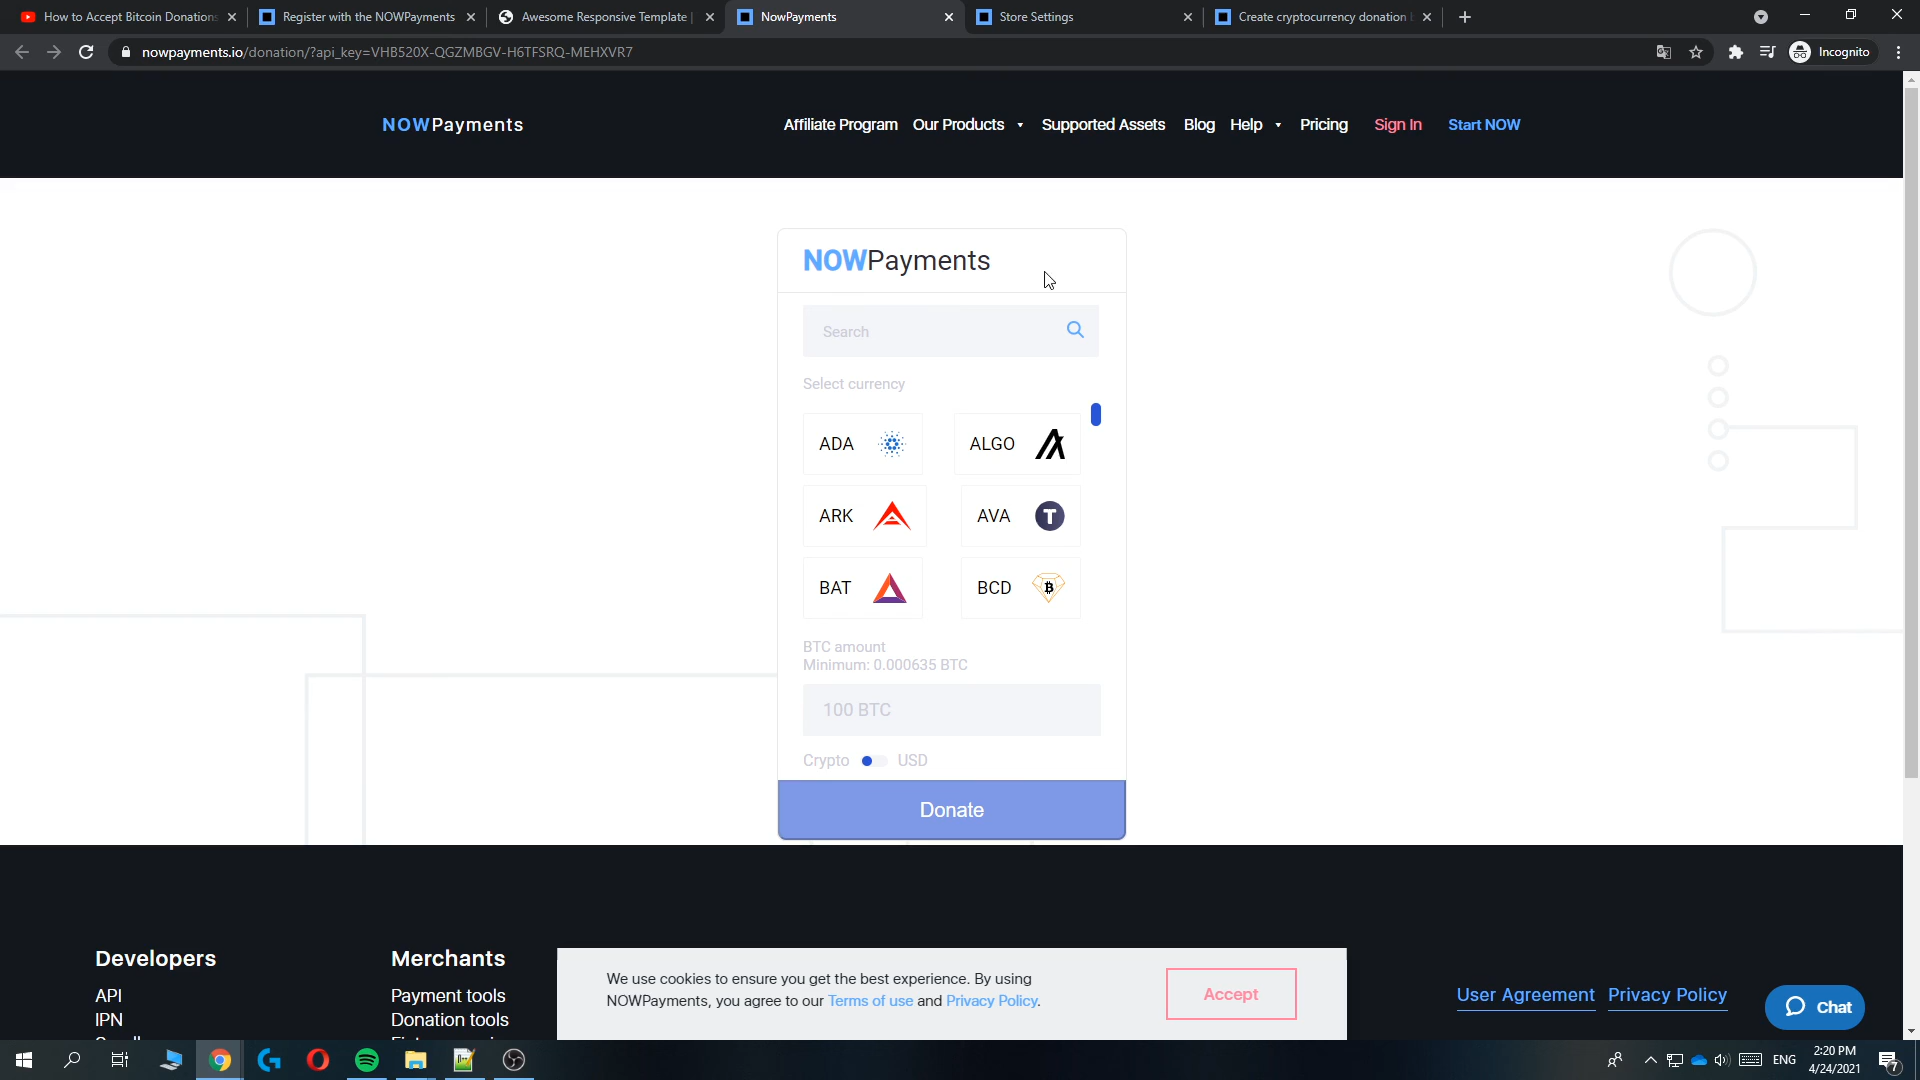 How to Accept Bitcoin Donations
Register with the NOWPayments
Awesome Responsive Template |
NowPayments
Store Settings
Create cryptocurrency donation
nowpayments.io/donation/?api_key=VHB520X-QGZMBGV-H6TFSRQ-MEHXVR7
Incognito
NOWPayments
Affiliate Program
Our Products
Supported Assets
Blog
Help
Pricing
Sign In
Start NOW
NOWPayments
Search
Select currency
ADA
ALGO
ARK
AVA
T
BAT
BCD
BTC amount
Minimum: 0.000635 BTC
100 BTC
Crypto
USD
Donate
Developers
Merchants
API
Payment tools
IPN
Donation tools
We use cookies to ensure you get the best experience. By using
NOWPayments, you agree to our Terms of use and Privacy Policy.
Accept
User Agreement
Privacy Policy
Chat
ENG
2:20 PM
4/24/2021
7